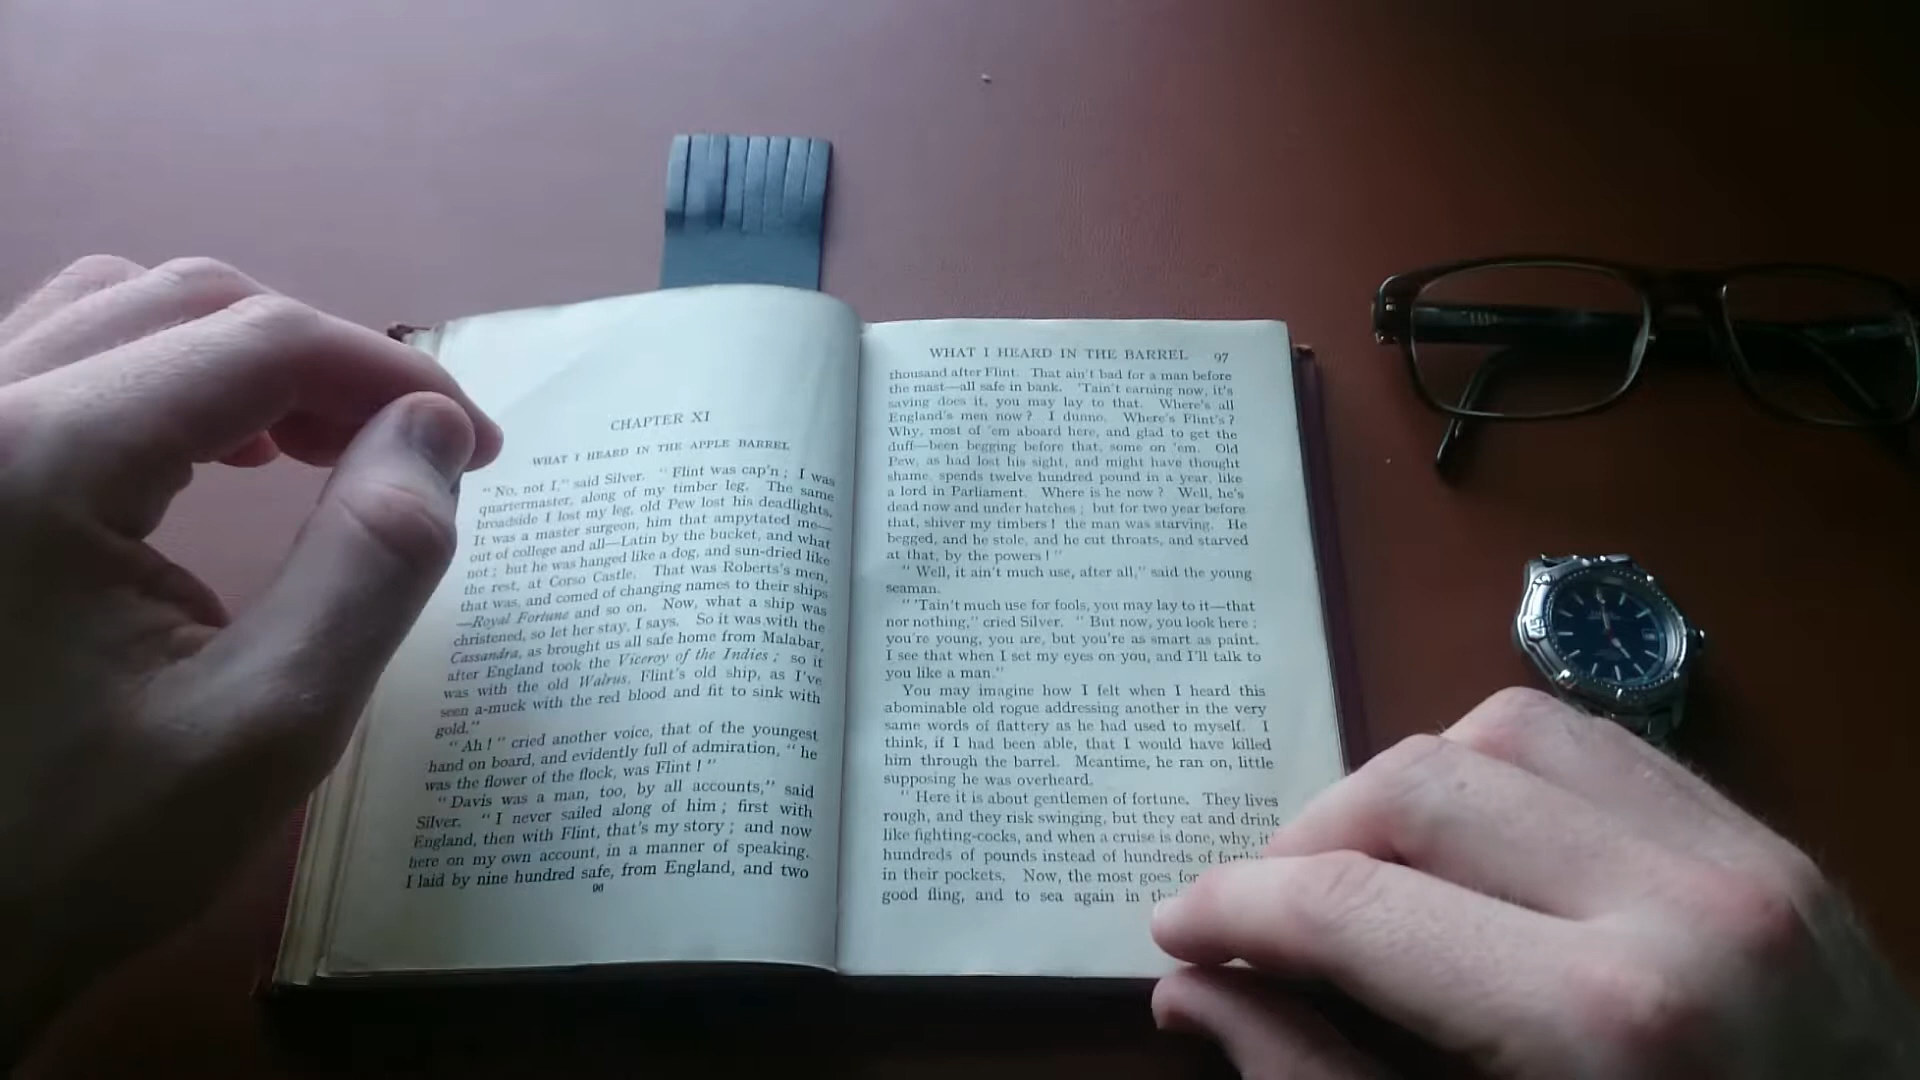 CHAPTER XI
WHAT I HEARD IN THE APPLE BARREL
“ No, not I,” said Silver. “ Flint was cap’n ; I was
quartermaster, along of my timber leg. The same
broadside I lost my leg, old Pew lost his deadlights.
It was a master surgeon, him that ampytated me—
out of college and all—Latin by the bucket, and what
not ; but he was hanged like a dog, and sun-dried like
the rest, at Corso Castle. That was Roberts’s men,
that was, and comed of changing names to their ships
—Royal Fortune and so on. Now, what a ship was
christened, so let her stay, I says. So it was with the
Cassandra, as brought us all safe home from Malabar,
after England took the Viceroy of the Indies ; so it
was with the old Walrus, Flint’s old ship, as I’ve
seen a-muck with the red blood and fit to sink with
gold.”
“ Ah ! ” cried another voice, that of the youngest
hand on board, and evidently full of admiration, “ he
was the flower of the flock, was Flint ! ”
“ Davis was a man, too, by all accounts,” said
Silver. “ I never sailed along of him ; first with
England, then with Flint, that’s my story ; and now
here on my own account, in a manner of speaking.
I laid by nine hundred safe, from England, and two
96
WHAT I HEARD IN THE BARREL 97
thousand after Flint. That ain’t bad for a man before
the mast—all safe in bank. ’Tain’t earning now, it’s
saving does it, you may lay to that. Where’s all
England’s men now ? I dunno. Where’s Flint’s ?
Why, most of ’em aboard here, and glad to get the
duff—been begging before that, some on ’em. Old
Pew, as had lost his sight, and might have thought
shame, spends twelve hundred pound in a year, like
a lord in Parliament. Where is he now ? Well, he’s
dead now and under hatches ; but for two year before
that, shiver my timbers ! the man was starving. He
begged, and he stole, and he cut throats, and starved
at that, by the powers ! ”
“ Well, it ain’t much use, after all,” said the young
seaman.
“ ’Tain’t much use for fools, you may lay to it—that
nor nothing,” cried Silver. “ But now, you look here ;
you’re young, you are, but you’re as smart as paint.
I see that when I set my eyes on you, and I’ll talk to
you like a man.”
You may imagine how I felt when I heard this
abominable old rogue addressing another in the very
same words of flattery as he had used to myself. I
think, if I had been able, that I would have killed
him through the barrel. Meantime, he ran on, little
supposing he was overheard.
“ Here it is about gentlemen of fortune. They lives
rough, and they risk swinging, but they eat and drink
like fighting-cocks, and when a cruise is done, why, it’
hundreds of pounds instead of hundreds of
in their pockets. Now, the most goes for
good fling, and to sea again in